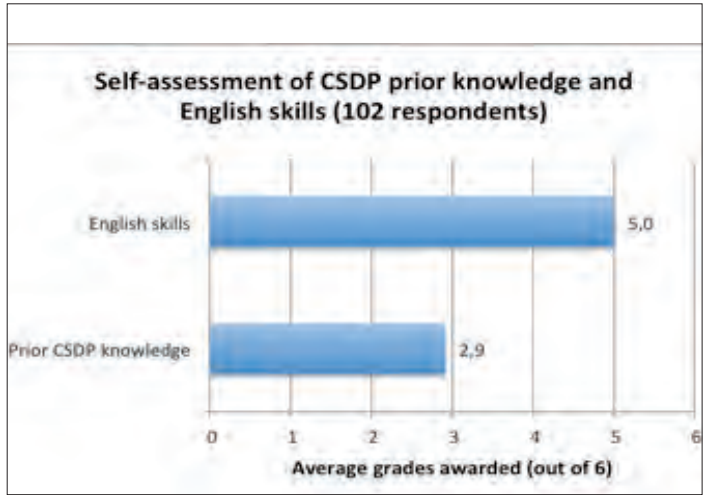 Self-assessment of CSDP prior knowledge and
English skills (102 respondents)
English skills
5,0
Prior CSDP knowledge
2,9
0 1 2 3 4 5 6
Average grades awarded (out of 6)